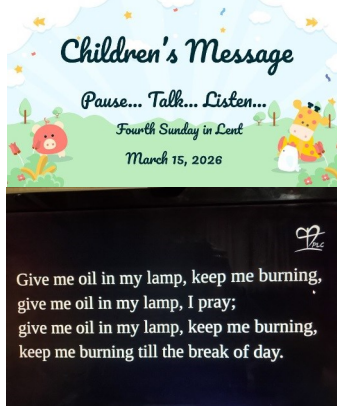 Children's Message
Pause... Talk... Listen...
Fourth Sunday in Lent
March 15, 2026
PLC
Give me oil in my lamp, keep me burning,
give me oil in my lamp, I pray;
give me oil in my lamp, keep me burning,
keep me burning till the break of day.